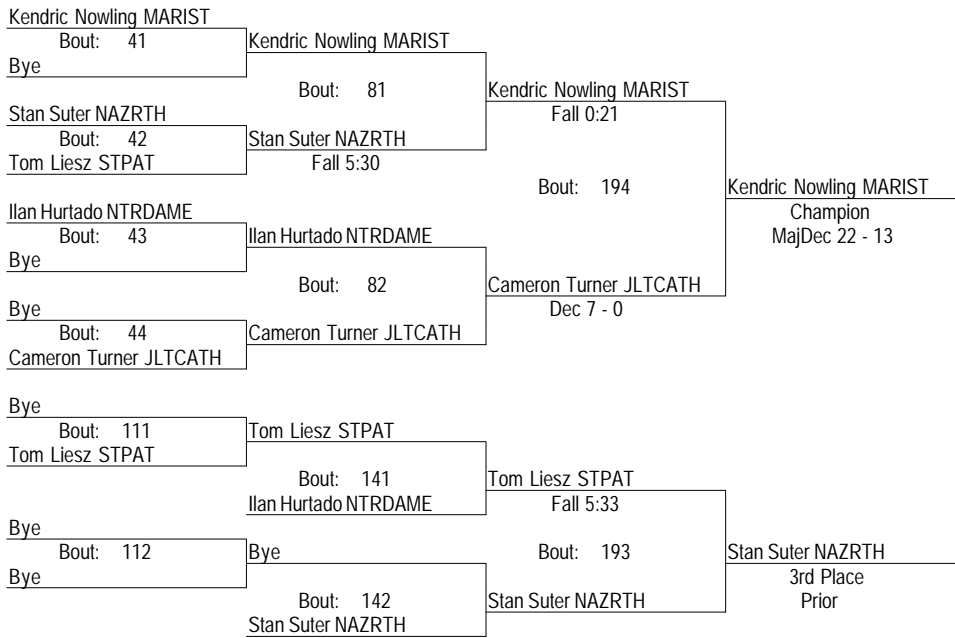 Kendric Nowling MARIST
Bout: 41
Kendric Nowling MARIST
Bye
Bout: 81
Kendric Nowling MARIST
Stan Suter NAZRTH
Fall 0:21
Bout: 42
Stan Suter NAZRTH
Tom Liesz STPAT
Fall 5:30
Bout: 194
Kendric Nowling MARIST
Ilan Hurtado NTRDAME
Champion
Bout: 43
Ilan Hurtado NTRDAME
MajDec 22 - 13
Bye
Bout: 82
Cameron Turner JLTCATH
Bye
Dec 7 - 0
Bout: 44
Cameron Turner JLTCATH
Cameron Turner JLTCATH
Bye
Bout: 111
Tom Liesz STPAT
Tom Liesz STPAT
Bout: 141
Tom Liesz STPAT
Ilan Hurtado NTRDAME
Fall 5:33
Bye
Bout: 112
Bye
Bout: 193
Stan Suter NAZRTH
Bye
3rd Place
Bout: 142
Stan Suter NAZRTH
Prior
Stan Suter NAZRTH